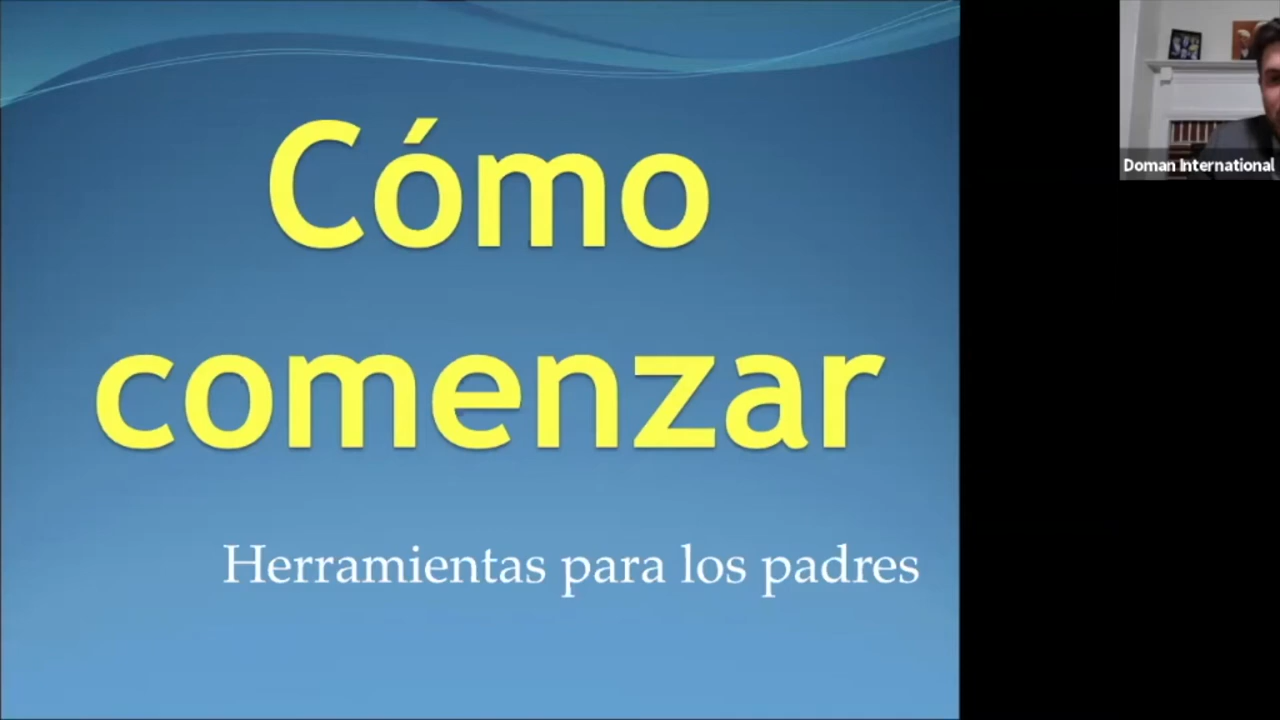 Cómo
comenzar
Herramientas para los padres
Doman International